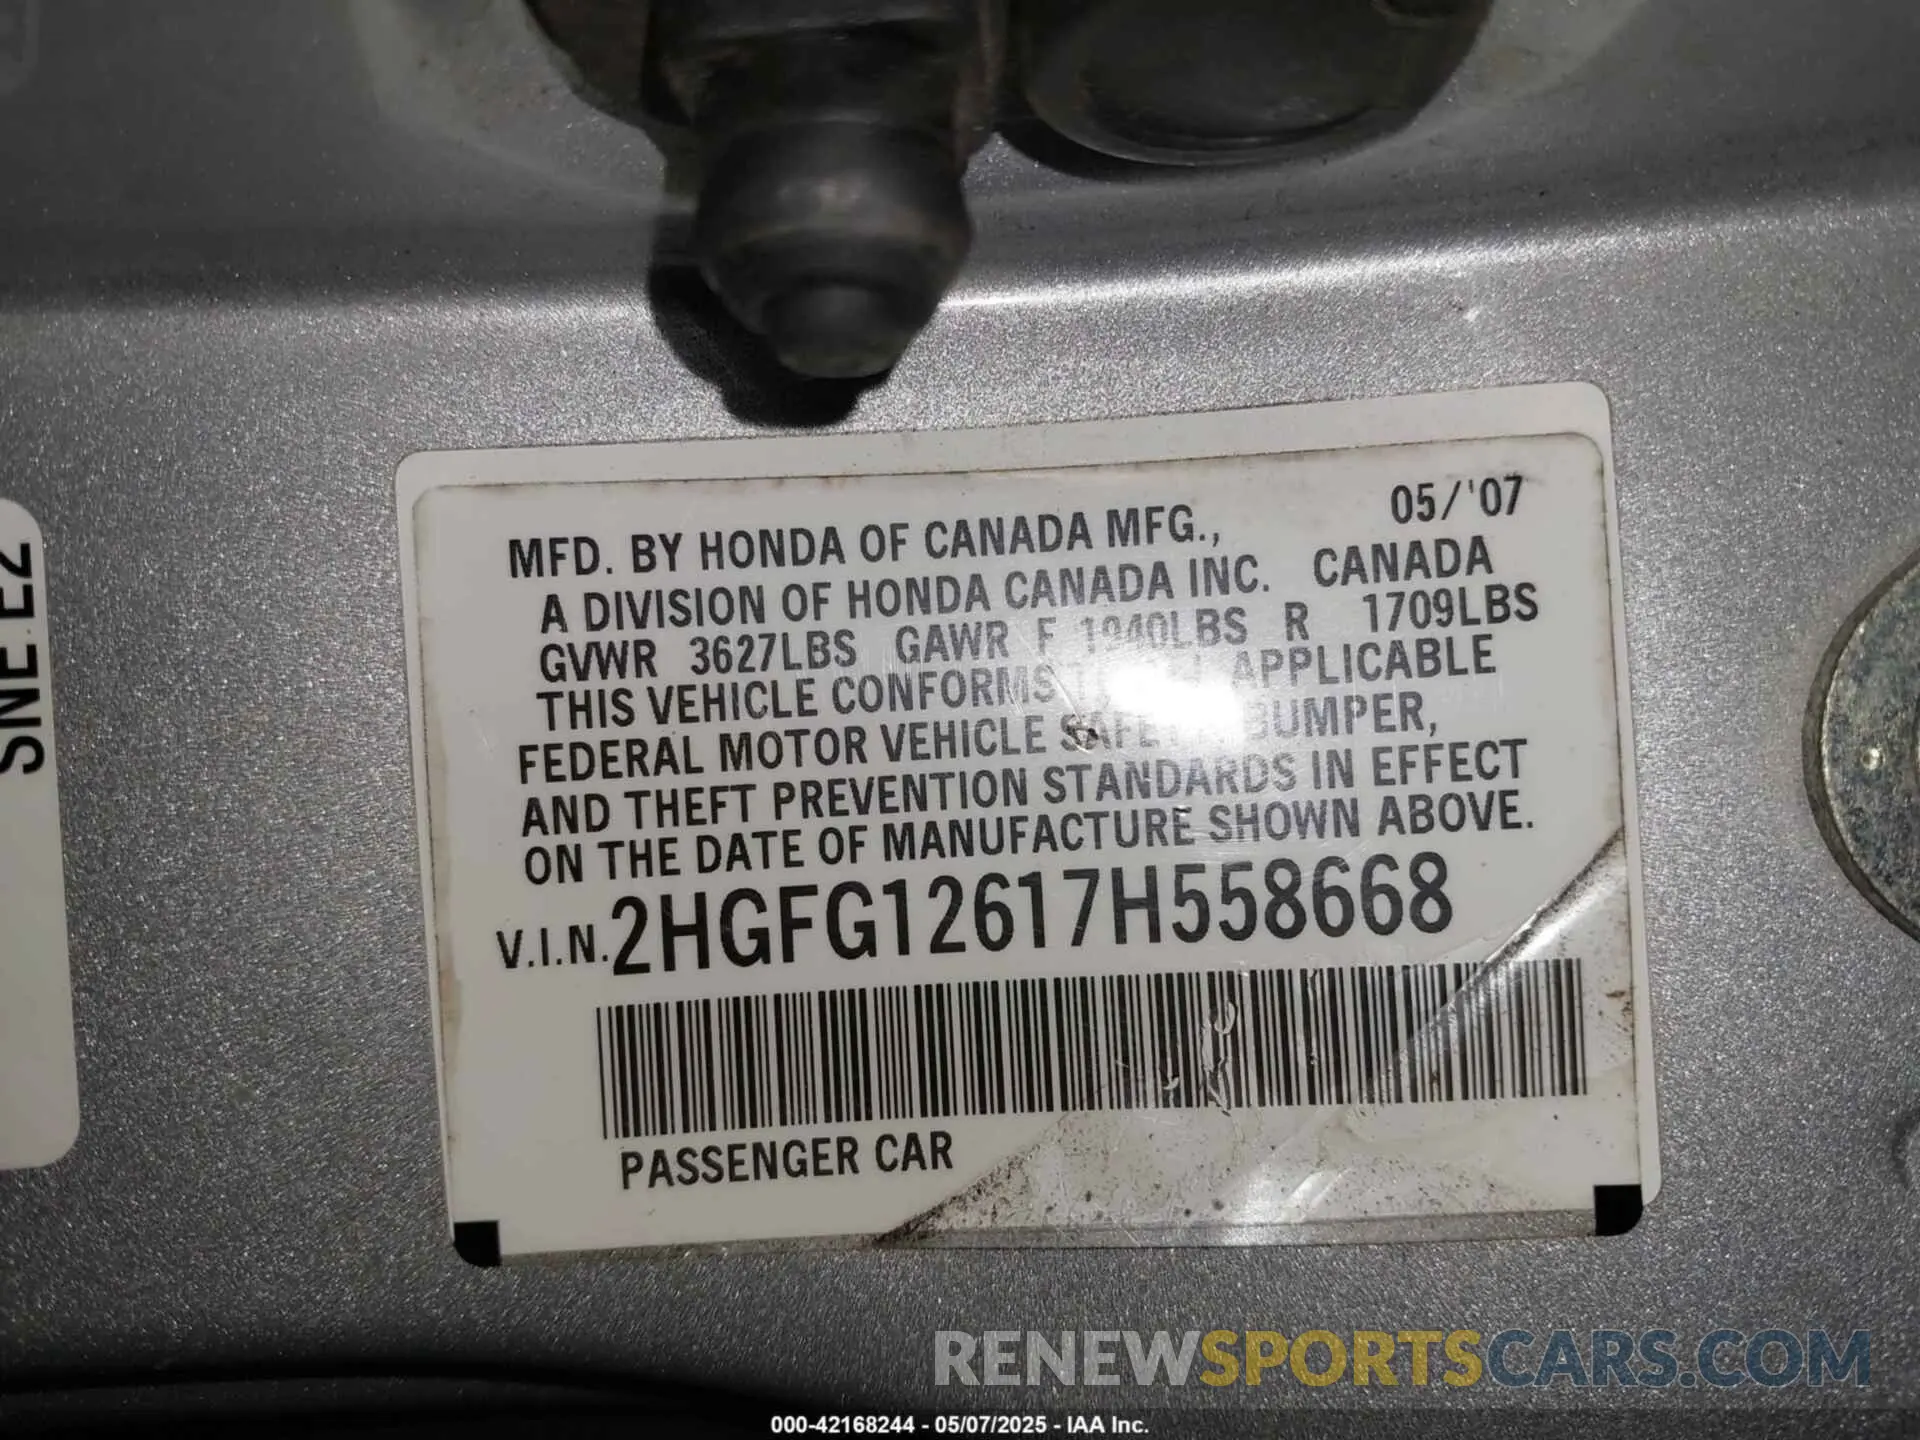 05/'07
MFD. BY HONDA OF CANADA MFG.,
A DIVISION OF HONDA CANADA INC. CANADA
GVWR 3627LBS GAWR F 1940LBS R 1709LBS
THIS VEHICLE CONFORMS APPLICABLE
FEDERAL MOTOR VEHICLE SAFETY, BUMPER,
AND THEFT PREVENTION STANDARDS IN EFFECT
ON THE DATE OF MANUFACTURE SHOWN ABOVE.
V.I.N. 2HGFG12617H558668
PASSENGER CAR
SNE.E2
RENEWSPORTSCARS.COM
000-42168244 - 05/07/2025 - IAA Inc.